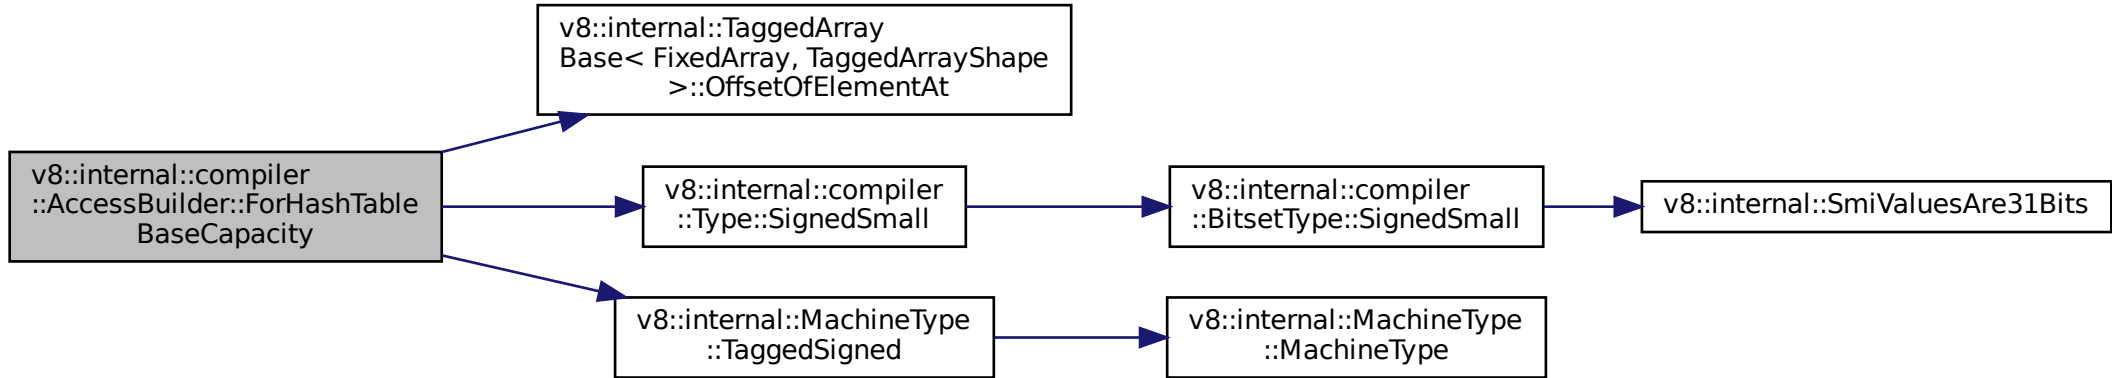 v8::internal::TaggedArray
Base< FixedArray, TaggedArrayShape
>::OffsetOfElementAt
v8::internal::compiler
::AccessBuilder::ForHashTable
BaseCapacity
v8::internal::compiler
::Type::SignedSmall
v8::internal::compiler
::BitsetType::SignedSmall
v8::internal::SmiValuesAre31Bits
v8::internal::MachineType
::TaggedSigned
v8::internal::MachineType
::MachineType